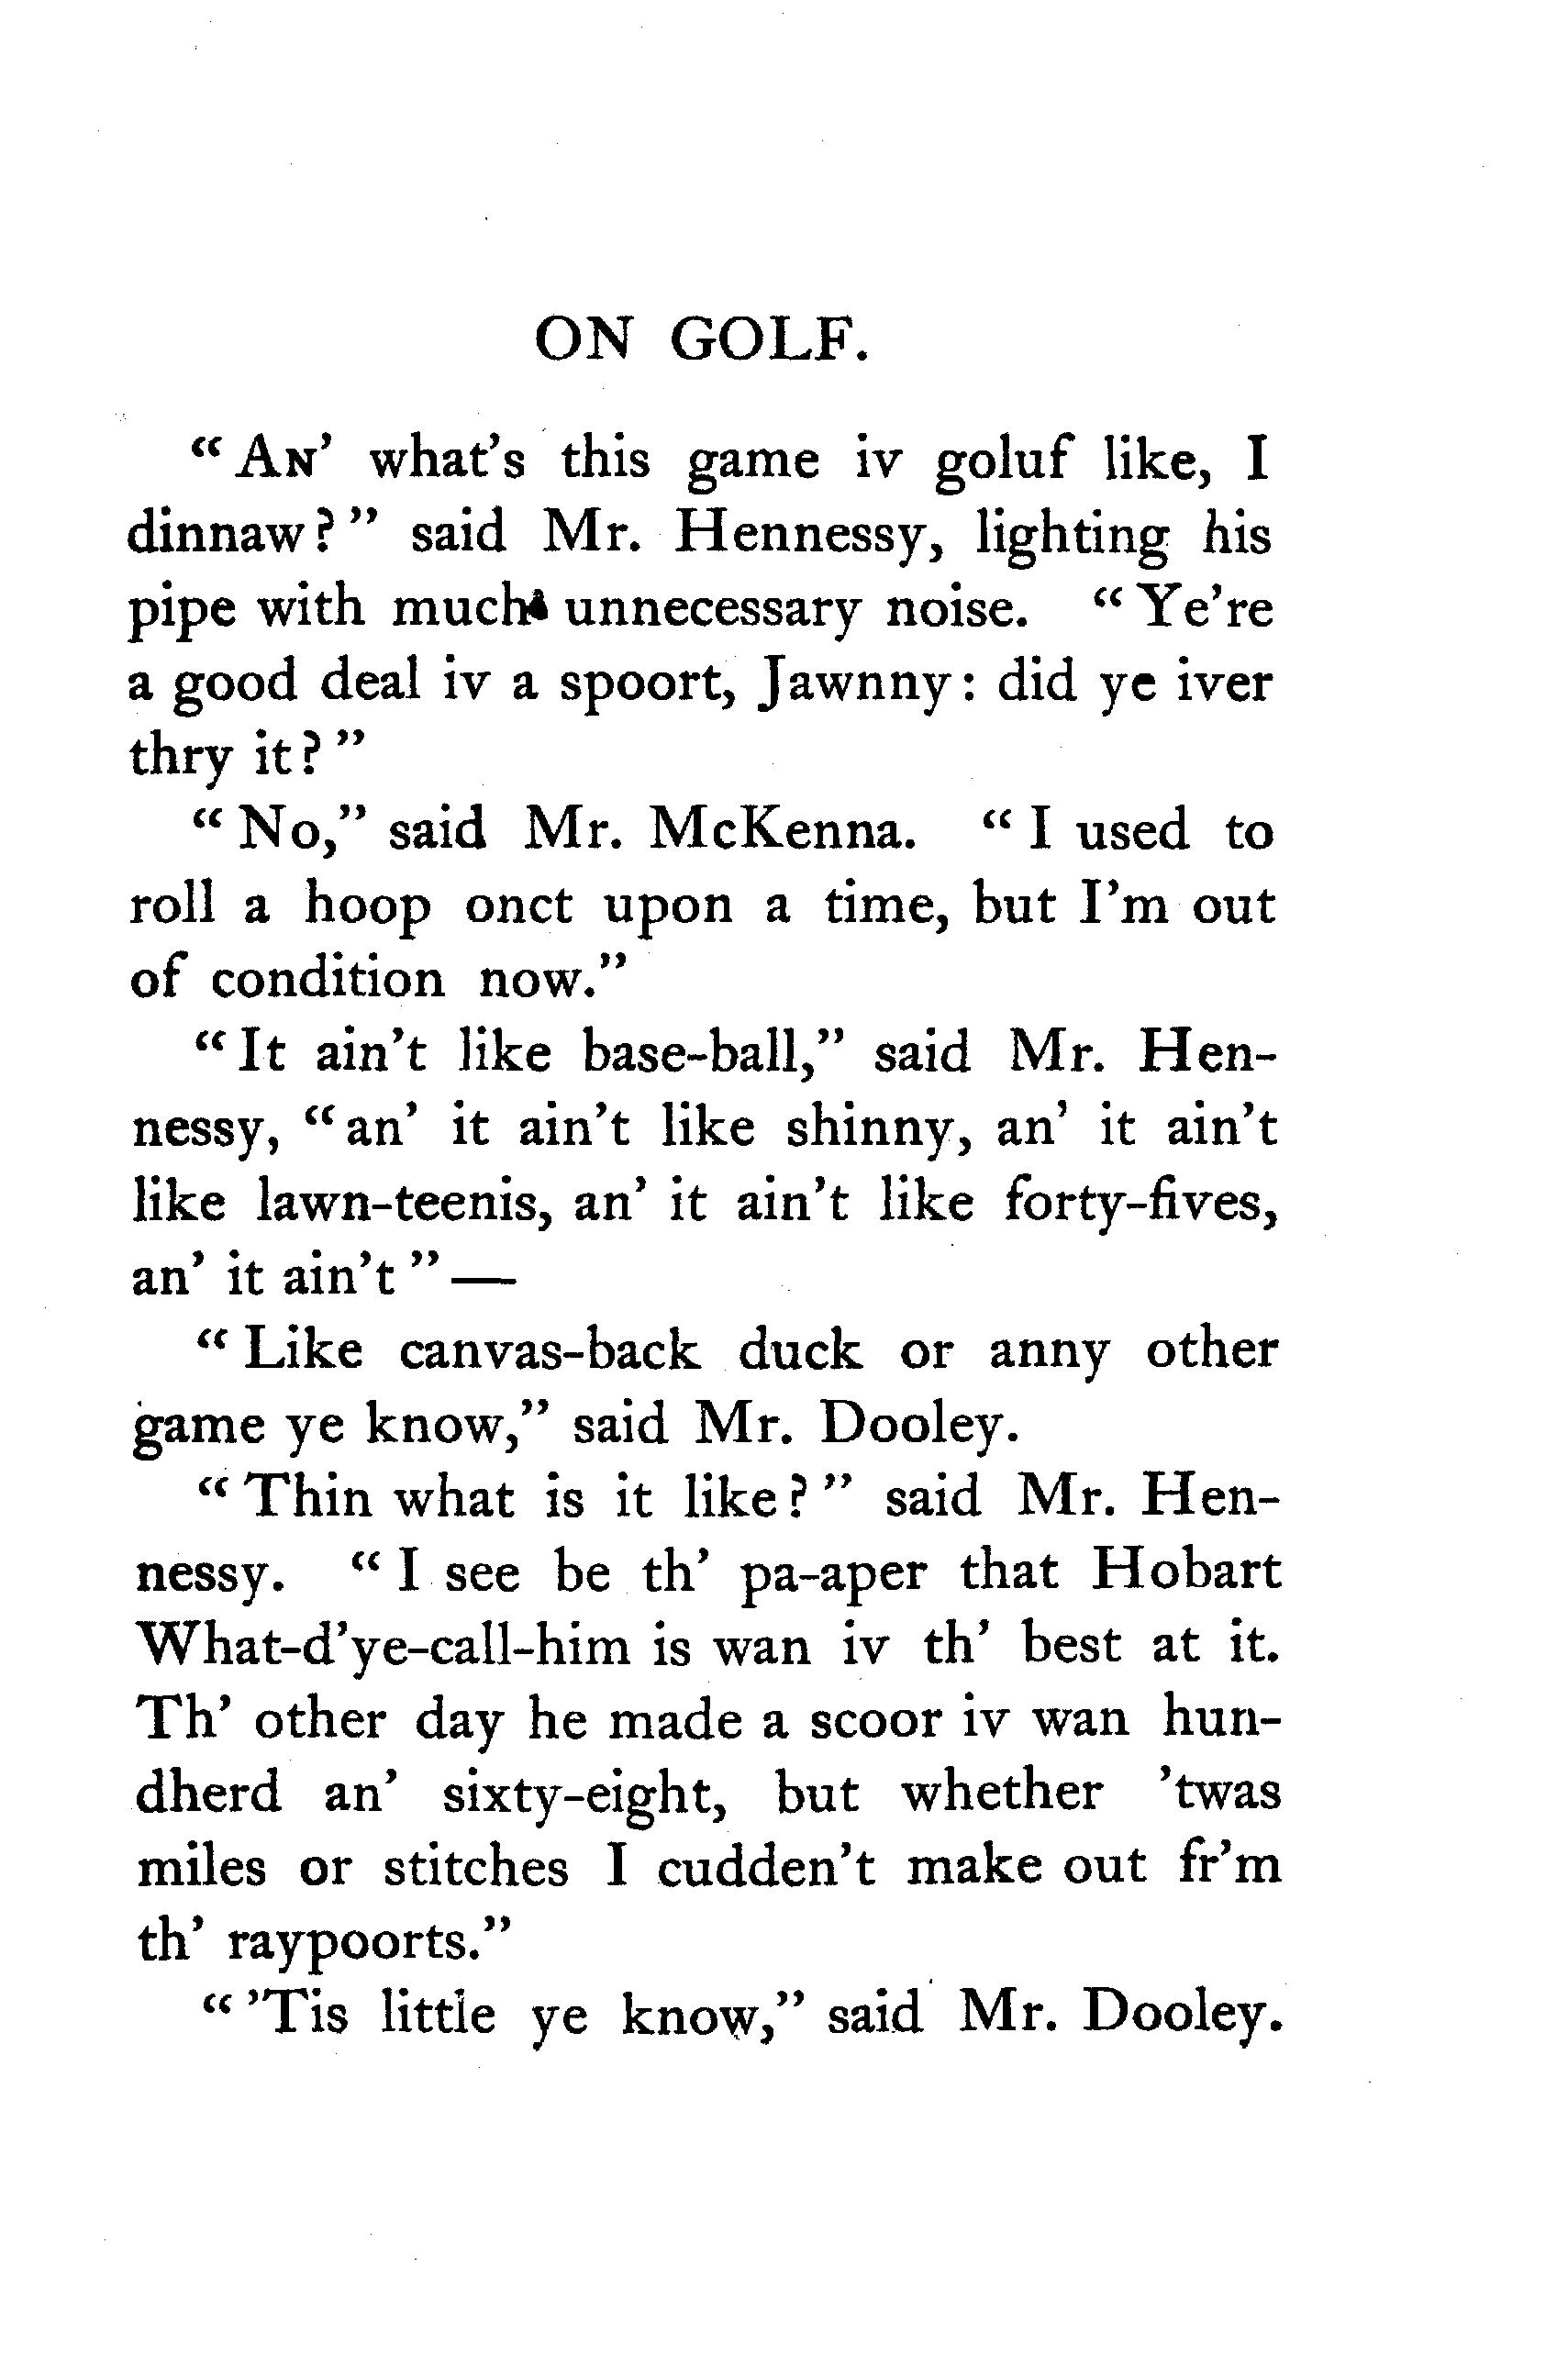 ON GOLF.
“AN’ what’s this game iv goluf like, I
dinnaw?” said Mr. Hennessy, lighting his
pipe with much unnecessary noise. “Ye’re
a good deal iv a spoort, Jawnny: did ye iver
thry it?”
“No,” said Mr. McKenna. “I used to
roll a hoop onct upon a time, but I’m out
of condition now.”
“It ain’t like base-ball,” said Mr. Hen-
nessy, “an’ it ain’t like shinny, an’ it ain’t
like lawn-teenis, an’ it ain’t like forty-fives,
an’ it ain’t”—
“Like canvas-back duck or anny other
game ye know,” said Mr. Dooley.
“Thin what is it like?” said Mr. Hen-
nessy. “I see be th’ pa-aper that Hobart
What-d’ye-call-him is wan iv th’ best at it.
Th’ other day he made a scoor iv wan hun-
dherd an’ sixty-eight, but whether ’twas
miles or stitches I cudden’t make out fr’m
th’ raypoorts.”
“’Tis little ye know,” said Mr. Dooley.